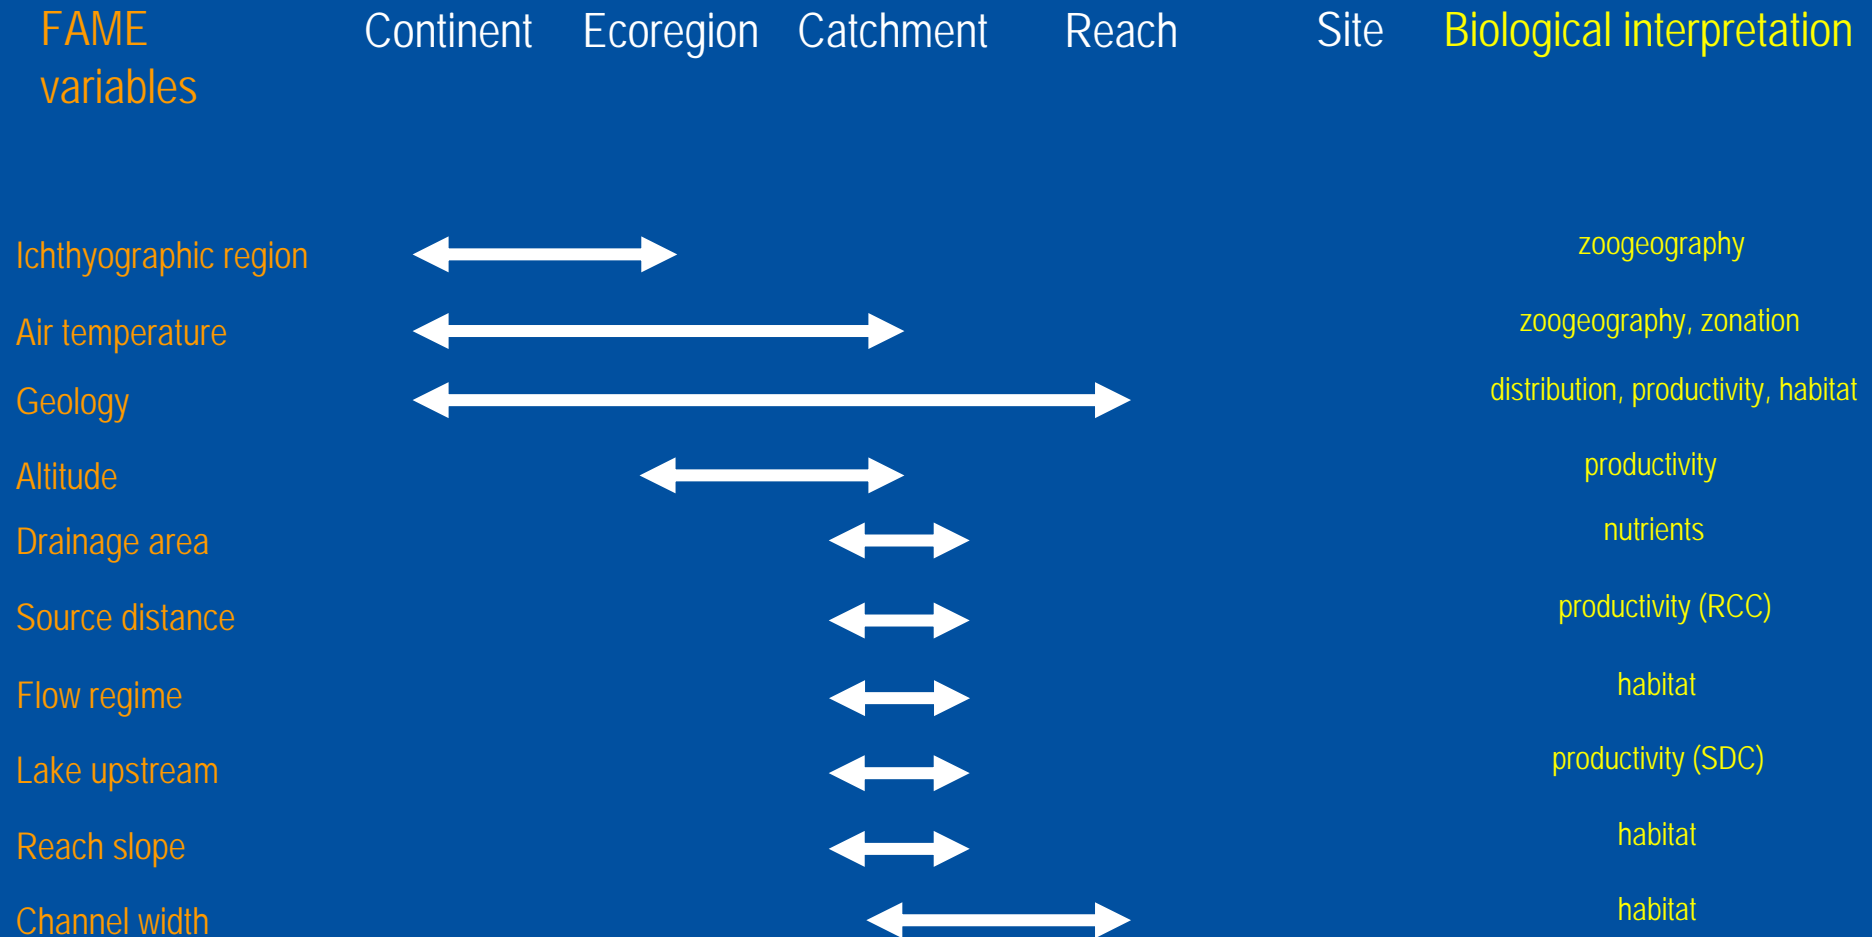 FAME variables Continent Ecoregion Catchment Reach Site Biological interpretation
Ichthyographic region zoogeography
Air temperature zoogeography, zonation
Geology distribution, productivity, habitat
Altitude productivity
Drainage area nutrients
Source distance productivity (RCC)
Flow regime habitat
Lake upstream productivity (SDC)
Reach slope habitat
Channel width habitat